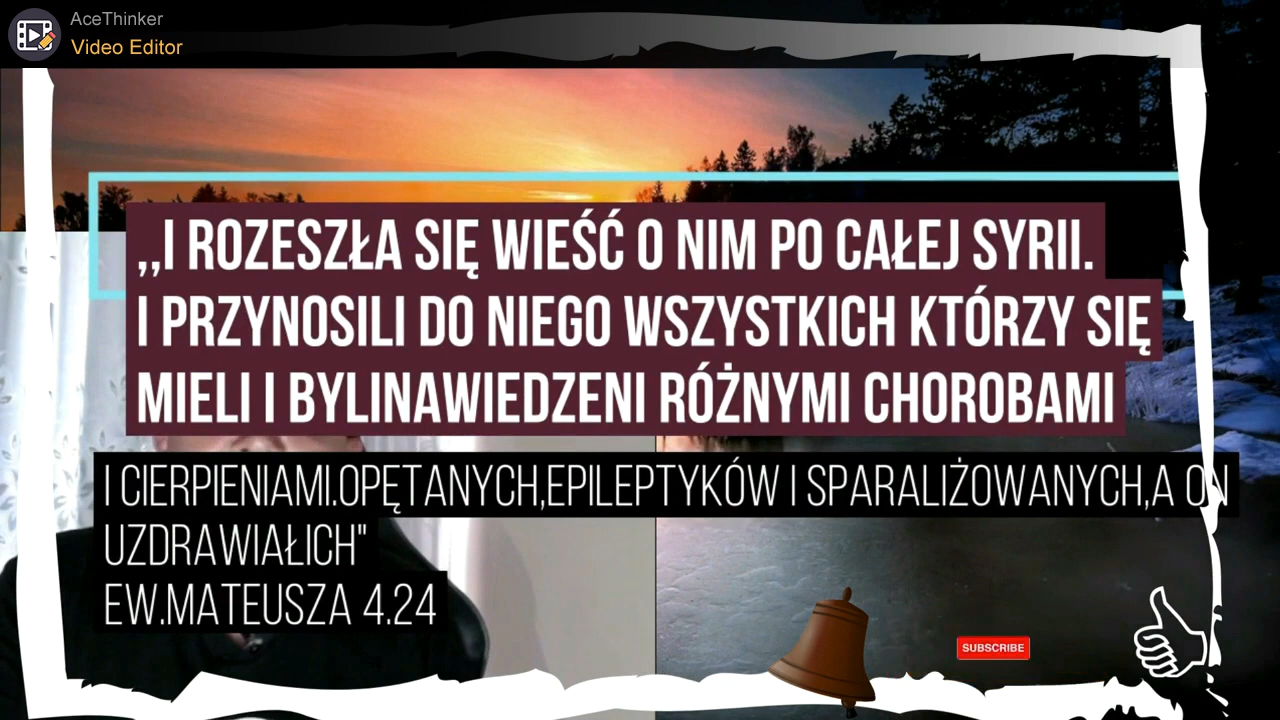 AceThinker
Video Editor
,,I ROZESZŁA SIĘ WIEŚĆ O NIM PO CAŁEJ SYRII.
I PRZYNOSILI DO NIEGO WSZYSTKICH KTÓRZY SIĘ
MIELI I BYLINAWIEDZENI RÓŻNYMI CHOROBAMI
I CIERPIENIAMI.OPĘTANYCH,EPILEPTYKÓW I SPARALIŻOWANYCH,A ON
UZDRAWIAŁICH"
EW.MATEUSZA 4.24
SUBSCRIBE